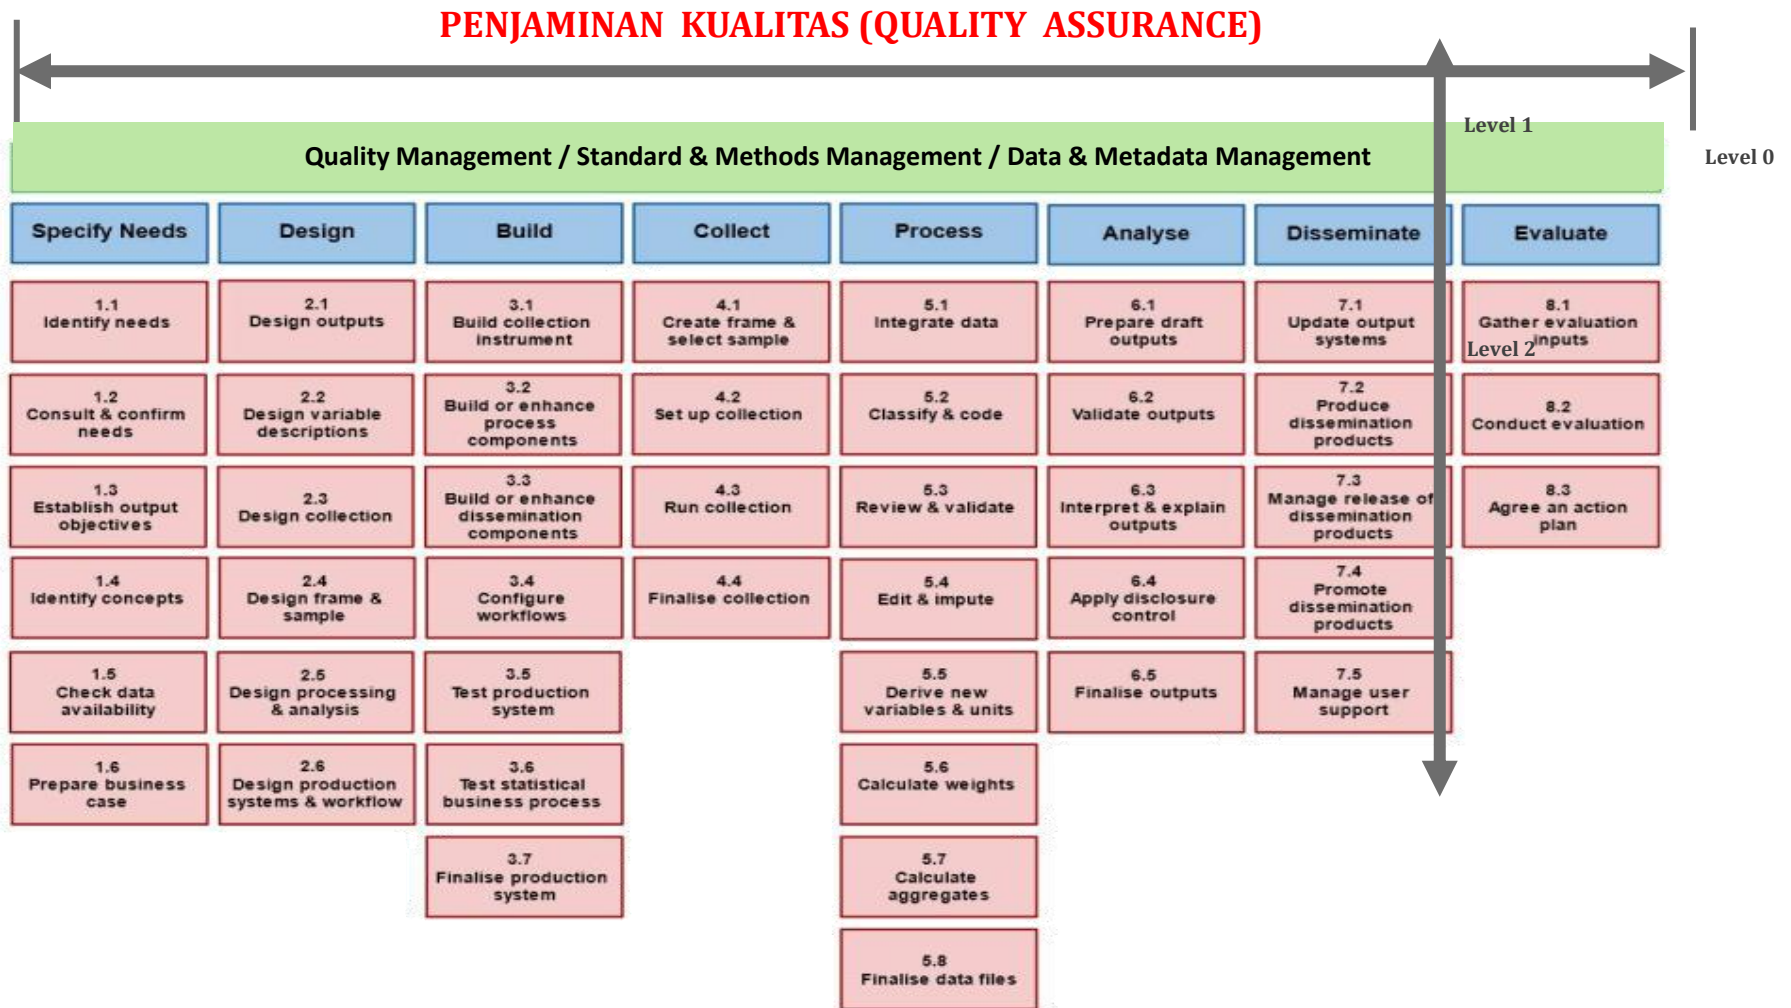 PENJAMINAN KUALITAS (QUALITY ASSURANCE)
Level 1
Quality Management / Standard & Methods Management / Data & Metadata Management
Level 0
Specify Needs
Design
Build
Collect
Process
Analyse
Disseminate
Evaluate
1.1
Identify needs
1.2
Consult & confirm
needs
1.3
Establish output
objectives
1.4
Identify concepts
1.5
Check data
availability
1.6
Prepare business
case
2.1
Design outputs
2.2
Design variable
descriptions
2.3
Design collection
2.4
Design frame &
sample
2.5
Design processing
& analysis
2.6
Design production
systems & workflow
3.1
Build collection
instrument
3.2
Build or enhance
process
components
3.3
Build or enhance
dissemination
components
3.4
Configure
workflows
3.5
Test production
system
3.6
Test statistical
business process
3.7
Finalise production
system
4.1
Create frame &
select sample
4.2
Set up collection
4.3
Run collection
4.4
Finalise collection
5.1
Integrate data
5.2
Classify & code
5.3
Review & validate
5.4
Edit & impute
5.5
Derive new
variables & units
5.6
Calculate weights
5.7
Calculate
aggregates
5.8
Finalise data files
6.1
Prepare draft
outputs
6.2
Validate outputs
6.3
Interpret & explain
outputs
6.4
Apply disclosure
control
6.5
Finalise outputs
7.1
Update output
systems
7.2
Produce
dissemination
products
7.3
Manage release of
dissemination
products
7.4
Promote
dissemination
products
7.5
Manage user
support
Level 2
8.1
Gather evaluation
inputs
8.2
Conduct evaluation
8.3
Agree an action
plan